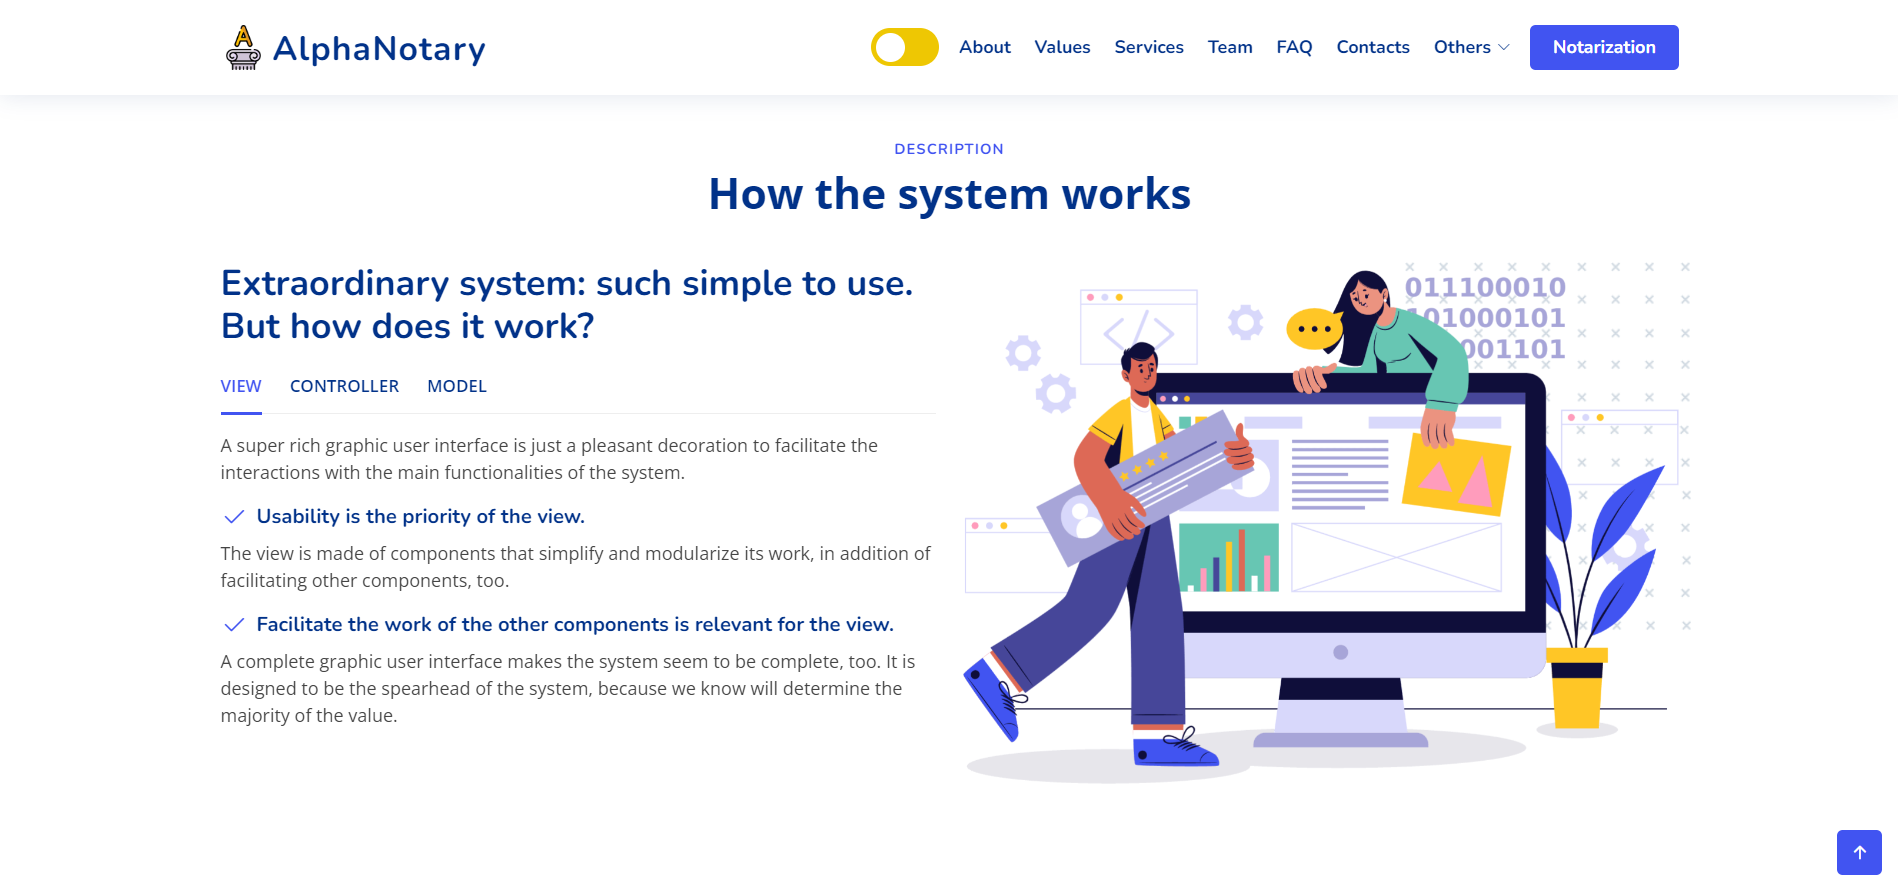 AlphaNotary
About Values Services Team FAQ Contacts Others Notarization
DESCRIPTION
How the system works
Extraordinary system: such simple to use.
But how does it work?
VIEW CONTROLLER MODEL
A super rich graphic user interface is just a pleasant decoration to facilitate the
interactions with the main functionalities of the system.
Usability is the priority of the view.
The view is made of components that simplify and modularize its work, in addition of
facilitating other components, too.
Facilitate the work of the other components is relevant for the view.
A complete graphic user interface makes the system seem to be complete, too. It is
designed to be the spearhead of the system, because we know will determine the
majority of the value.
011100010
101000101
001101